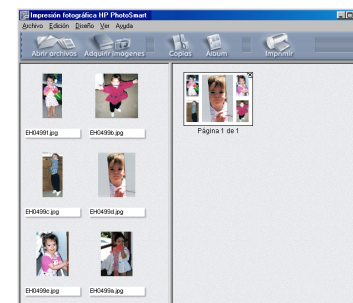 Impresión fotográfica HP PhotoSmart
Archivo Edición Diseño Ver Ayuda
Abrir archivos Adquirir imágenes Copias Álbum Imprimir
EH04991.jpg EH0499b.jpg
Página 1 de 1
EH0499c.jpg EH0499d.jpg
EH0499e.jpg EH0499a.jpg